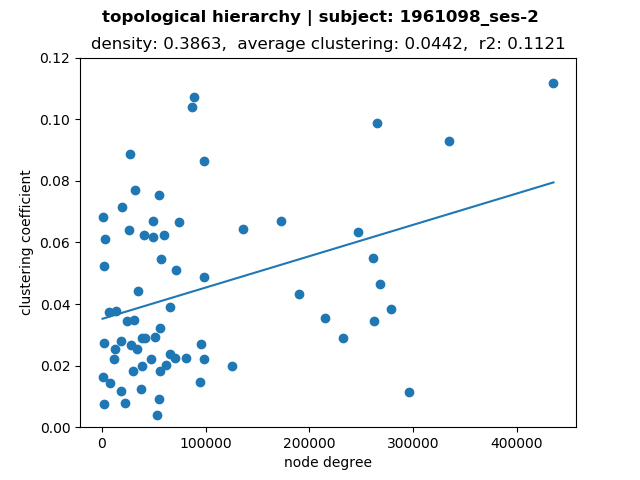 topological hierarchy | subject: 1961098_ses-2
density: 0.3863,  average clustering: 0.0442,  r2: 0.1121
0.12
0.10
0.08
0.06
0.04
0.02
0.00
clustering coefficient
0 100000 200000 300000 400000
node degree